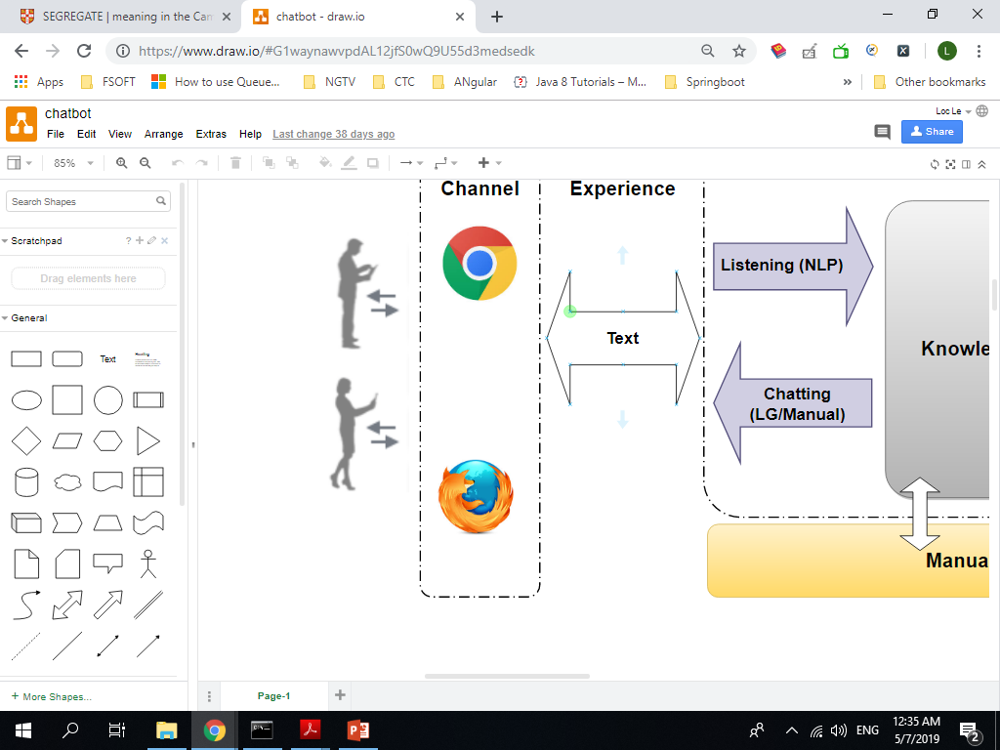 SEGREGATE | meaning in the Cam
chatbot - draw.io
https://www.draw.io/#G1waynawvpdAL12jfS0wQ9U55d3medsedk
L
Apps
FSOFT
How to use Queue...
NGTV
CTC
ANgular
Java 8 Tutorials – M...
Springboot
»
Other bookmarks
chatbot
Loc Le
File Edit View Arrange Extras Help Last change 38 days ago
Share
85%
Search Shapes
Scratchpad
?
Drag elements here
General
Text
Heading
Channel
Experience
Listening (NLP)
Text
Knowle
Chatting
(LG/Manual)
Manua
+ More Shapes...
Page-1
ENG
12:35 AM
5/7/2019
2